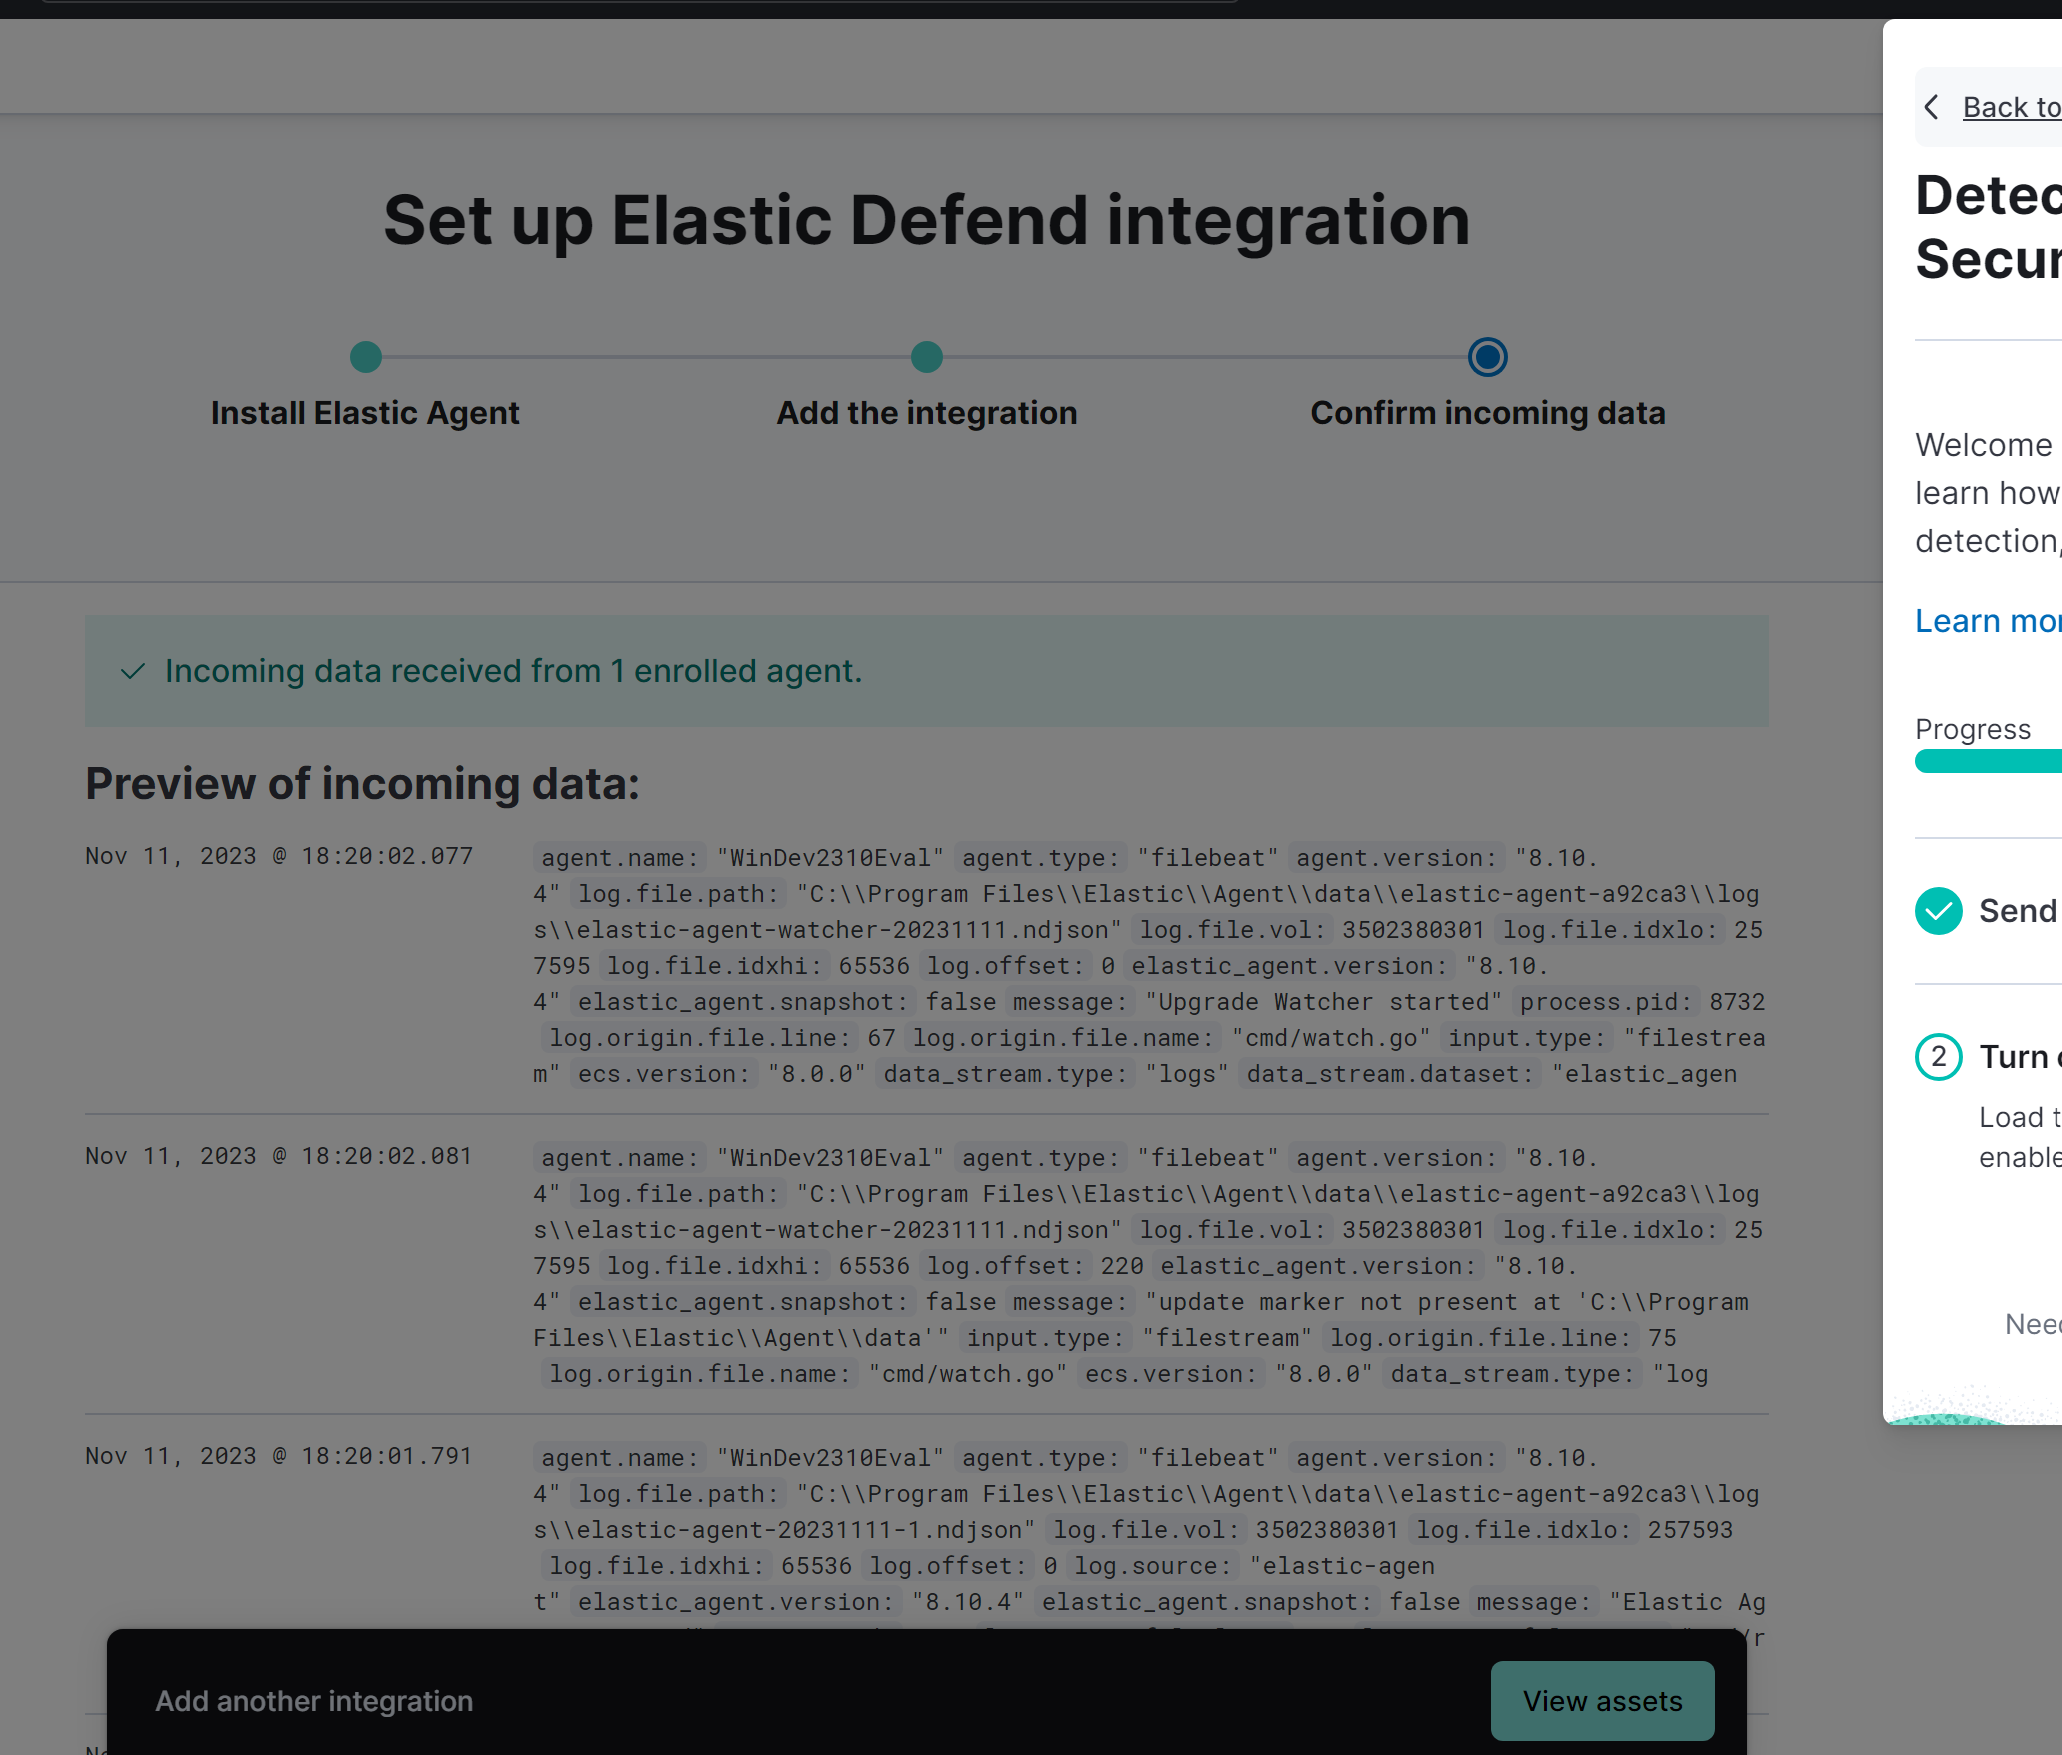 Set up Elastic Defend integration
Install Elastic Agent
Add the integration
Confirm incoming data
Incoming data received from 1 enrolled agent.
Preview of incoming data:
Nov 11, 2023 @ 18:20:02.077
agent.name: "WinDev2310Eval" agent.type: "filebeat" agent.version: "8.10.
4" log.file.path: "C:\\Program Files\\Elastic\\Agent\\data\\elastic-agent-a92ca3\\log
s\\elastic-agent-watcher-20231111.ndjson" log.file.vol: 3502380301 log.file.idxlo: 25
7595 log.file.idxhi: 65536 log.offset: 0 elastic_agent.version: "8.10.
4" elastic_agent.snapshot: false message: "Upgrade Watcher started" process.pid: 8732
log.origin.file.line: 67 log.origin.file.name: "cmd/watch.go" input.type: "filestrea
m" ecs.version: "8.0.0" data_stream.type: "logs" data_stream.dataset: "elastic_agen
Nov 11, 2023 @ 18:20:02.081
agent.name: "WinDev2310Eval" agent.type: "filebeat" agent.version: "8.10.
4" log.file.path: "C:\\Program Files\\Elastic\\Agent\\data\\elastic-agent-a92ca3\\log
s\\elastic-agent-watcher-20231111.ndjson" log.file.vol: 3502380301 log.file.idxlo: 25
7595 log.file.idxhi: 65536 log.offset: 220 elastic_agent.version: "8.10.
4" elastic_agent.snapshot: false message: "update marker not present at 'C:\\Program
Files\\Elastic\\Agent\\data'" input.type: "filestream" log.origin.file.line: 75
log.origin.file.name: "cmd/watch.go" ecs.version: "8.0.0" data_stream.type: "log
Nov 11, 2023 @ 18:20:01.791
agent.name: "WinDev2310Eval" agent.type: "filebeat" agent.version: "8.10.
4" log.file.path: "C:\\Program Files\\Elastic\\Agent\\data\\elastic-agent-a92ca3\\log
s\\elastic-agent-20231111-1.ndjson" log.file.vol: 3502380301 log.file.idxlo: 257593
log.file.idxhi: 65536 log.offset: 0 log.source: "elastic-agen
t" elastic_agent.version: "8.10.4" elastic_agent.snapshot: false message: "Elastic Ag
Add another integration
View assets
Back to
Detec
Secur
Welcome
learn how
detection,
Learn mor
Progress
Send
2 Turn
Load t
enable
Need